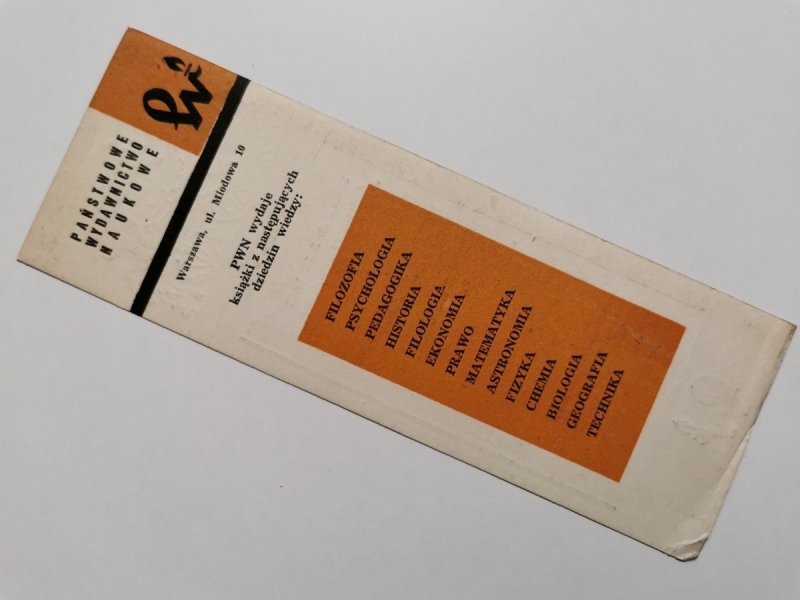 PAŃSTWOWE
WYDAWNICTWO
NAUKOWE
Warszawa, ul. Miodowa 10
PWN wydaje
książki z następujących
dziedzin wiedzy:
FILOZOFIA
PSYCHOLOGIA
PEDAGOGIKA
HISTORIA
FILOLOGIA
EKONOMIA
PRAWO
MATEMATYKA
ASTRONOMIA
FIZYKA
CHEMIA
BIOLOGIA
GEOGRAFIA
TECHNIKA